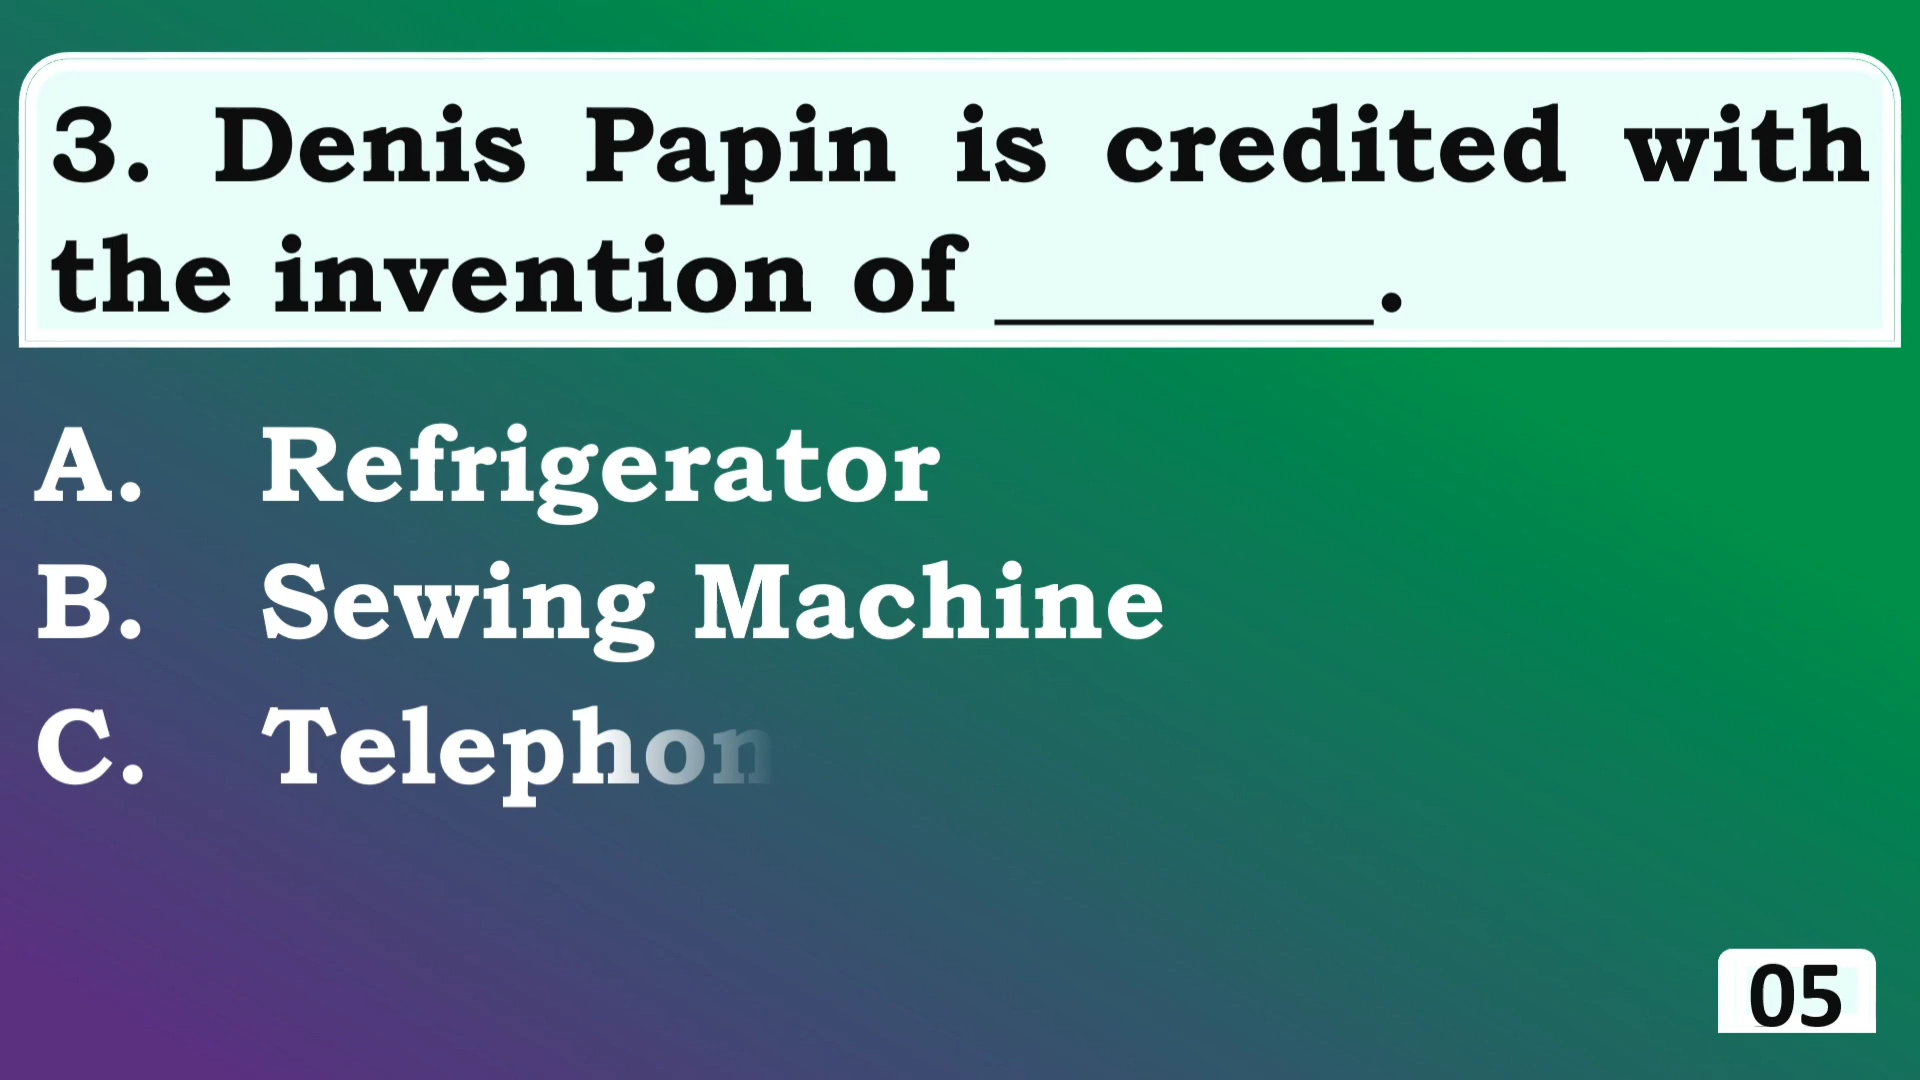 3. Denis Papin is credited with
the invention of ________.
A. Refrigerator
B. Sewing Machine
C. Telephon
05